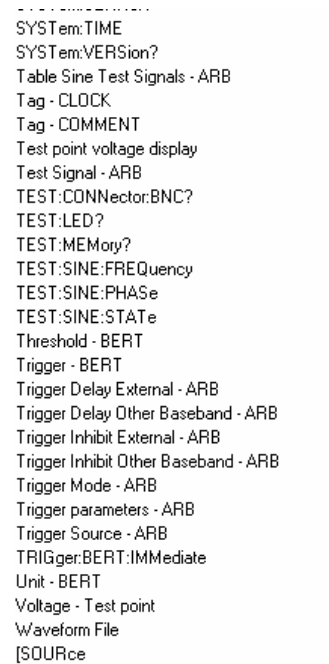 SYSTem:TIME
SYSTem:VERSion?
Table Sine Test Signals - ARB
Tag - CLOCK
Tag - COMMENT
Test point voltage display
Test Signal - ARB
TEST:CONNector:BNC?
TEST:LED?
TEST:MEMory?
TEST:SINE:FREQuency
TEST:SINE:PHASe
TEST:SINE:STATe
Threshold - BERT
Trigger - BERT
Trigger Delay External - ARB
Trigger Delay Other Baseband - ARB
Trigger Inhibit External - ARB
Trigger Inhibit Other Baseband - ARB
Trigger Mode - ARB
Trigger parameters - ARB
Trigger Source - ARB
TRIGger:BERT:IMMediate
Unit - BERT
Voltage - Test point
Waveform File
[SOURce